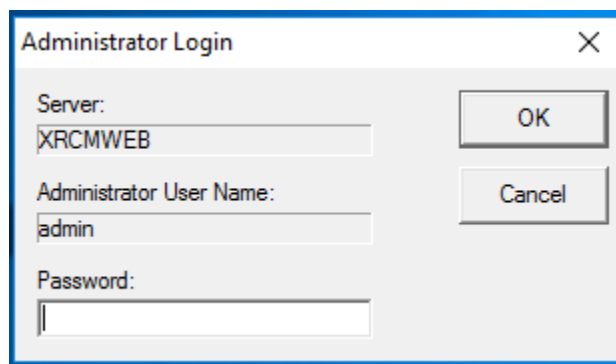 Administrator Login
Server:
XRCMWEB
OK
Administrator User Name:
admin
Cancel
Password: